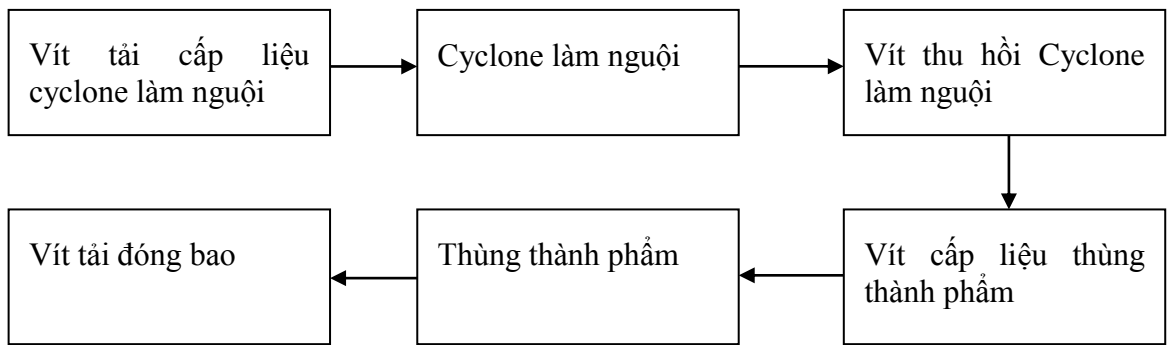 Vít tải cấp liệu
cyclone làm nguội
Cyclone làm nguội
Vít thu hồi Cyclone
làm nguội
Vít cấp liệu thùng
thành phẩm
Thùng thành phẩm
Vít tải đóng bao